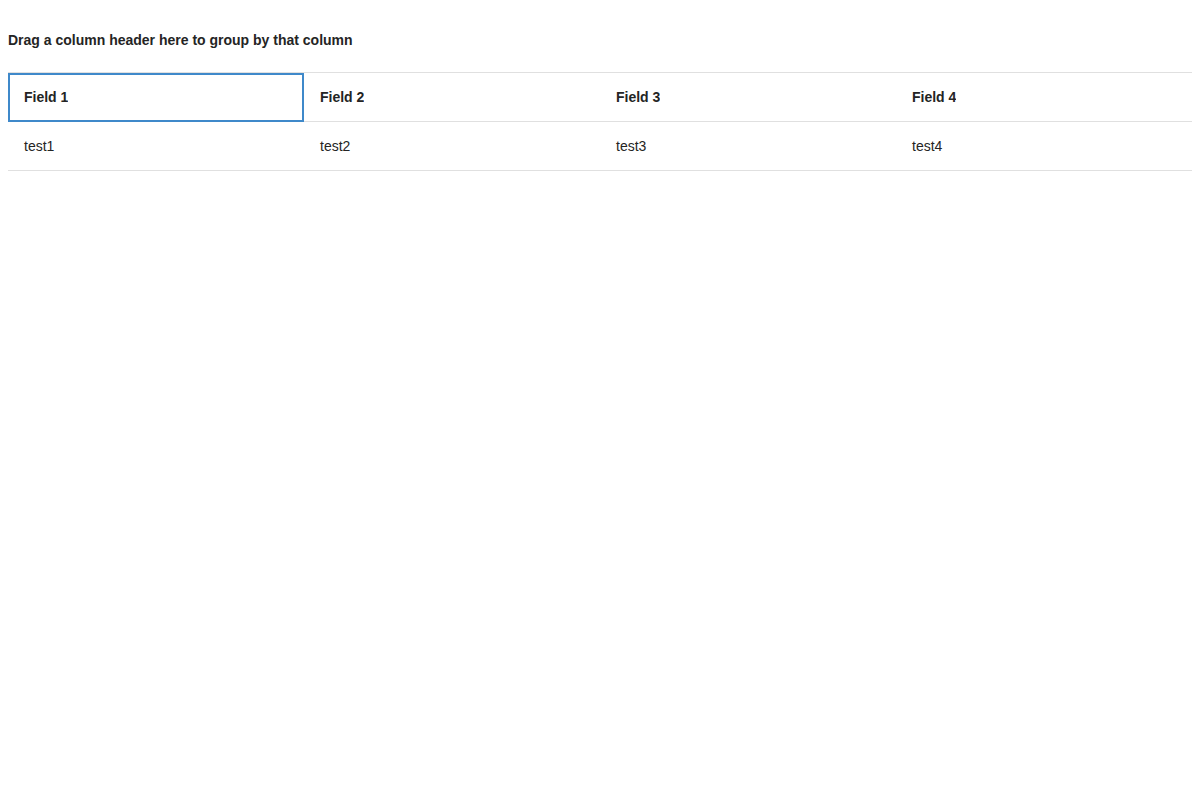 Drag a column header here to group by that column
Field 1 Field 2 Field 3 Field 4
test1 test2 test3 test4